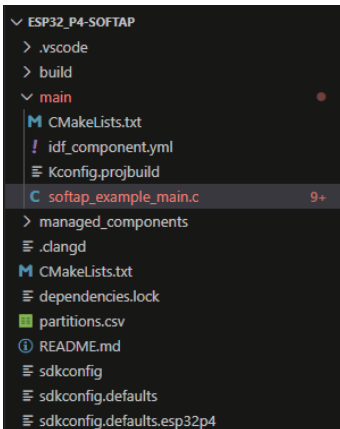 ESP32_P4-SOFTAP
.vscode
build
main
M CMakeLists.txt
! idf_component.yml
Kconfig.projbuild
C softap_example_main.c 9+
managed_components
.clangd
M CMakeLists.txt
dependencies.lock
partitions.csv
README.md
sdkconfig
sdkconfig.defaults
sdkconfig.defaults.esp32p4